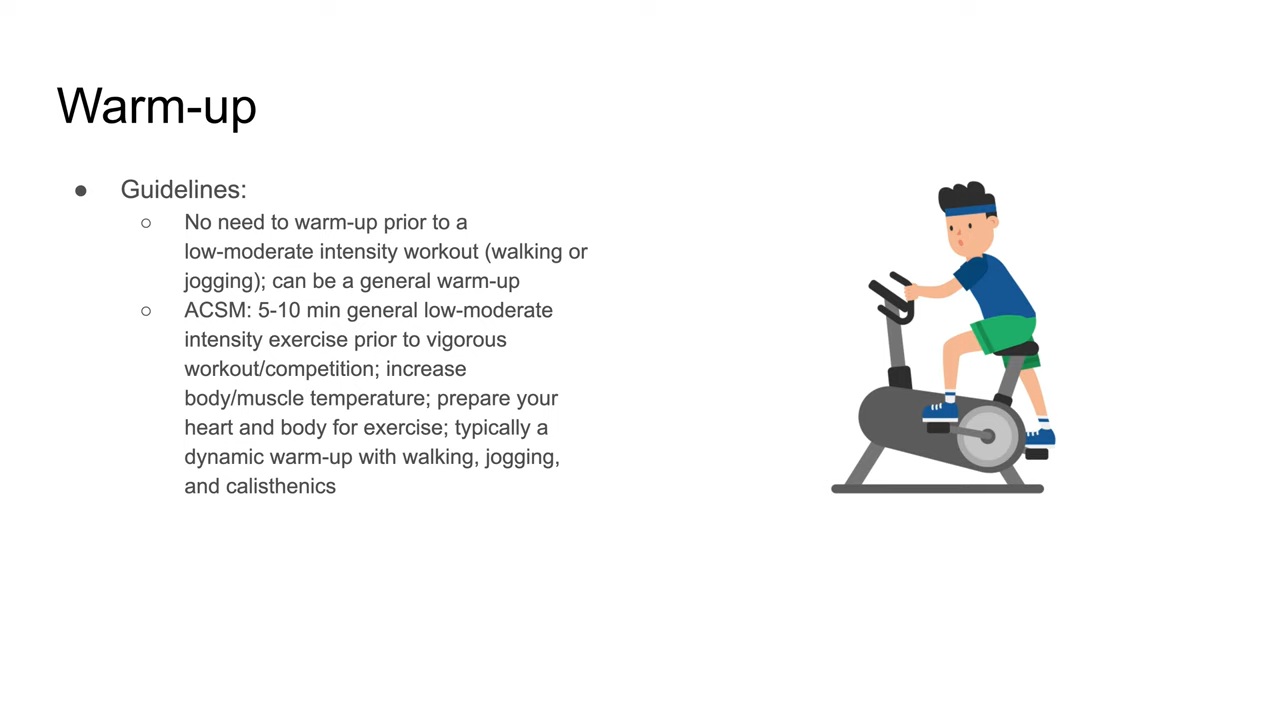 Warm-up
● Guidelines:
○ No need to warm-up prior to a
low-moderate intensity workout (walking or
jogging); can be a general warm-up
○ ACSM: 5-10 min general low-moderate
intensity exercise prior to vigorous
workout/competition; increase
body/muscle temperature; prepare your
heart and body for exercise; typically a
dynamic warm-up with walking, jogging,
and calisthenics